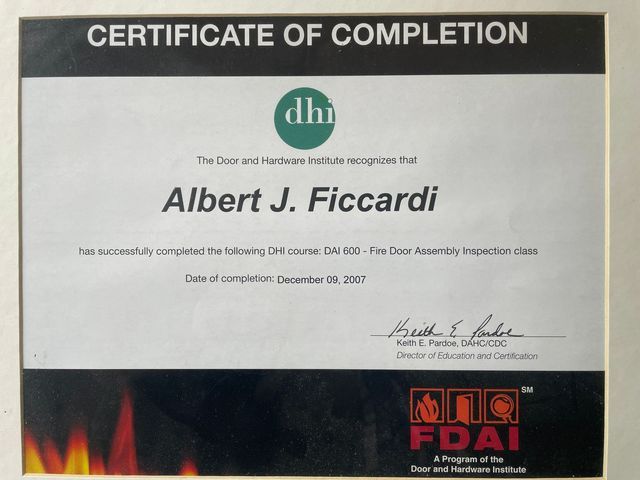 CERTIFICATE OF COMPLETION
dhi
The Door and Hardware Institute recognizes that
Albert J. Ficcardi
has successfully completed the following DHI course: DAI 600 - Fire Door Assembly Inspection class
Date of completion: December 09, 2007
Keith E Pardoe
Keith E. Pardoe, DAHC/CDC
Director of Education and Certification
SM
FDAI
A Program of the
Door and Hardware Institute